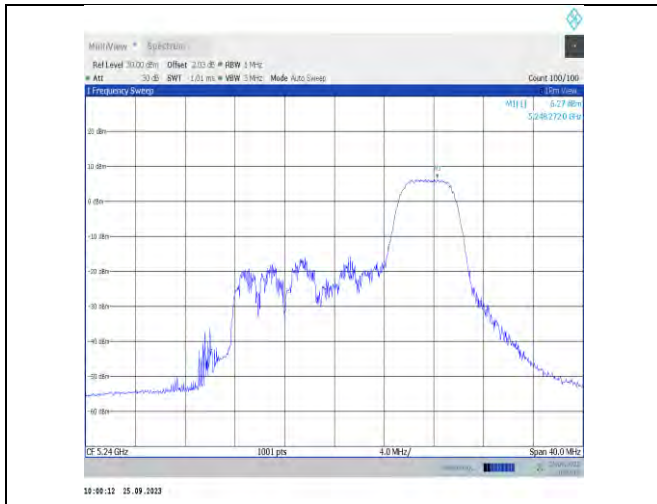 MultiView Spectrum
Ref Level 30.00 dBm Offset 2.03 dB RBW 1 MHz
Att 30 dB SWT 1.01 ms VBW 3 MHz Mode Auto Sweep Count 100/100
1 Frequency Sweep 1Rm View
M1[1] 6.27 dBm
5.2482720 GHz
20 dBm
10 dBm
0 dBm
-10 dBm
-20 dBm
-30 dBm
-40 dBm
-50 dBm
-60 dBm
CF 5.24 GHz 1001 pts 4.0 MHz/ Span 40.0 MHz
10:00:12 25.09.2023